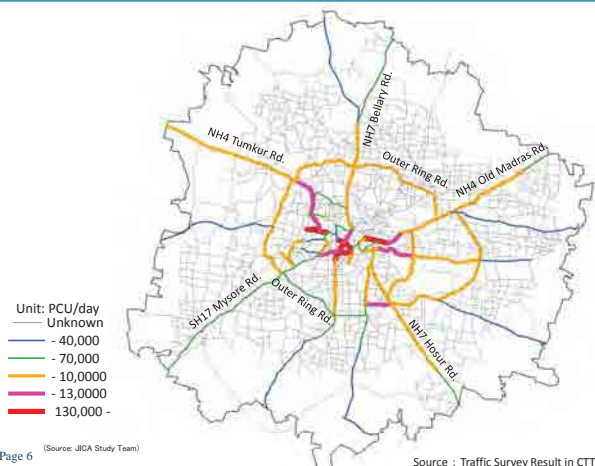 NH7 Bellary Rd.
NH4 Tumkur Rd.
Outer Ring Rd.
NH4 Old Madras Rd.
SH17 Mysore Rd.
Outer Ring Rd.
NH7 Hosur Rd.
Unit: PCU/day
Unknown
- 40,000
- 70,000
- 10,0000
- 13,0000
130,000 -
Page 6
(Source: JICA Study Team)
Source : Traffic Survey Result in CTT